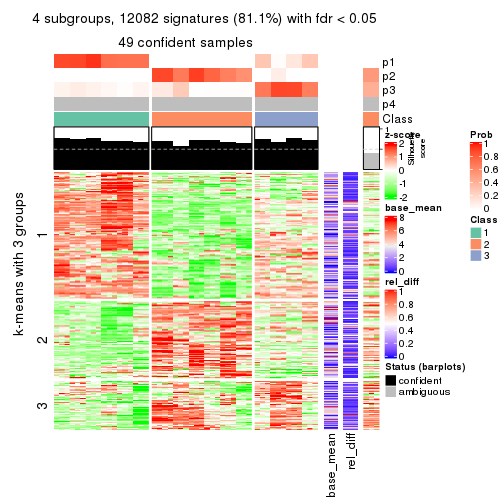 4 subgroups, 12082 signatures (81.1%) with fdr < 0.05
49 confident samples
p1
p2
p3
p4
Class
1
Silhouette
score
z-score
2
1
0
-1
-2
Prob
1
0.8
0.6
0.4
0.2
0
base_mean
8
6
4
2
0
Class
1
2
3
rel_diff
1
0.8
0.6
0.4
0.2
0
Status (barplots)
confident
ambiguous
k-means with 3 groups
1
2
3
base_mean
rel_diff